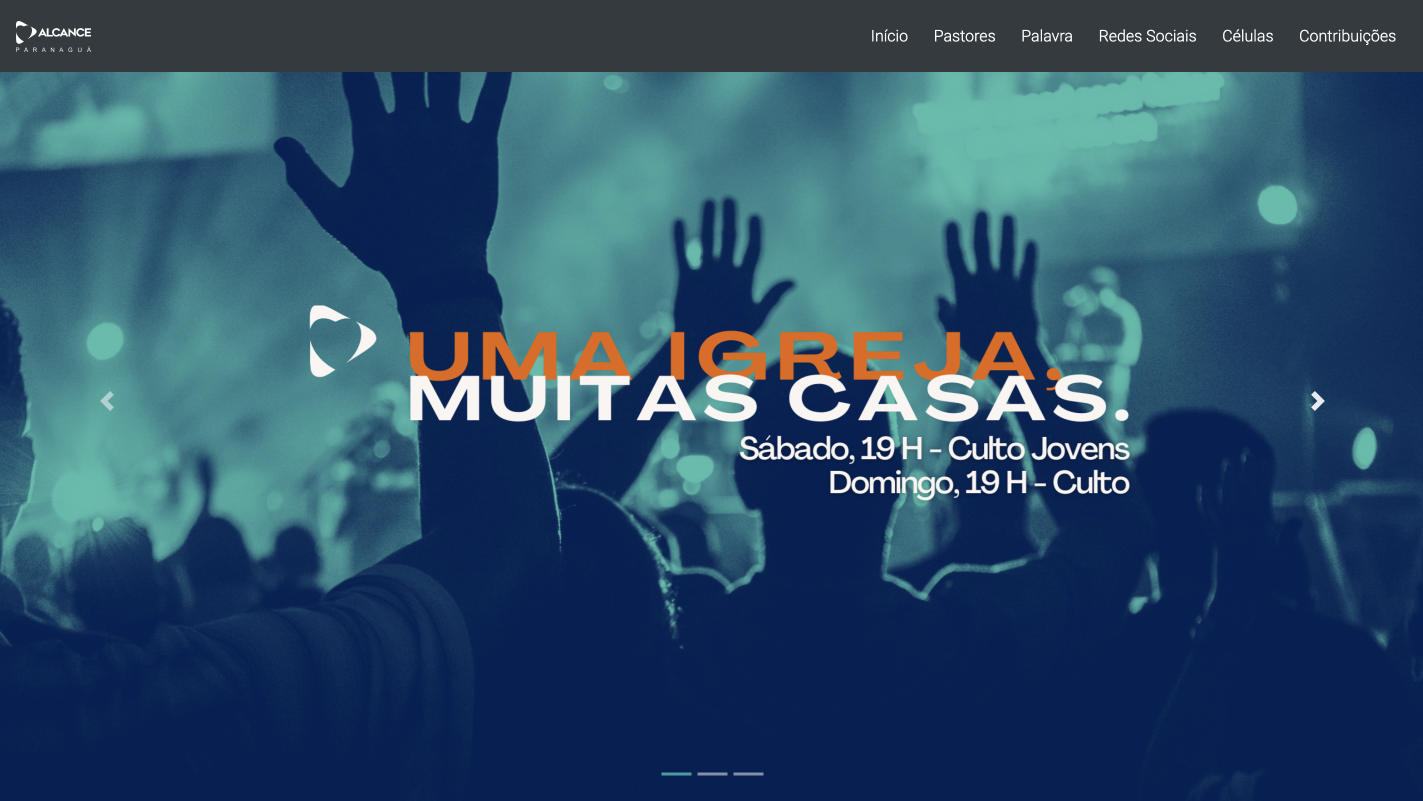 ALCANCE
PARANAGUÁ
Início Pastores Palavra Redes Sociais Células Contribuições
UMA IGREJA,
MUITAS CASAS.
Sábado, 19 H - Culto Jovens
Domingo, 19 H - Culto